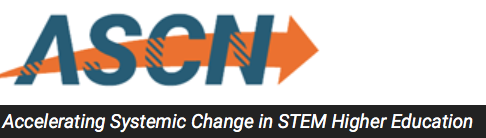 ASCN
Accelerating Systemic Change in STEM Higher Education